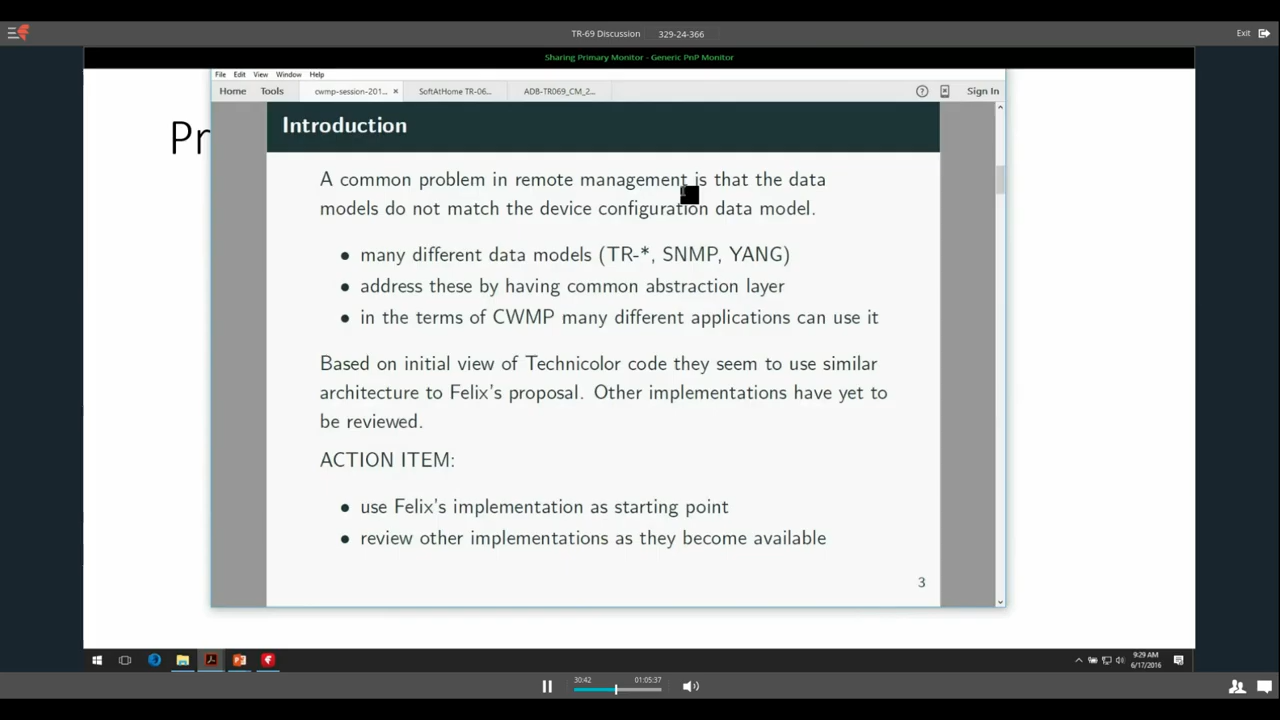 TR-69 Discussion 329-24-366
Exit
Sharing Primary Monitor - Generic PnP Monitor
File Edit View Window Help
Home Tools cwmp-session-201... × SoftAtHome TR-06... ADB-TR069_CM_2... Sign In
Pr
Introduction
A common problem in remote management is that the data
models do not match the device configuration data model.
• many different data models (TR-*, SNMP, YANG)
• address these by having common abstraction layer
• in the terms of CWMP many different applications can use it
Based on initial view of Technicolor code they seem to use similar
architecture to Felix's proposal. Other implementations have yet to
be reviewed.
ACTION ITEM:
• use Felix's implementation as starting point
• review other implementations as they become available
3
9:29 AM
6/17/2016
30:42 01:05:37